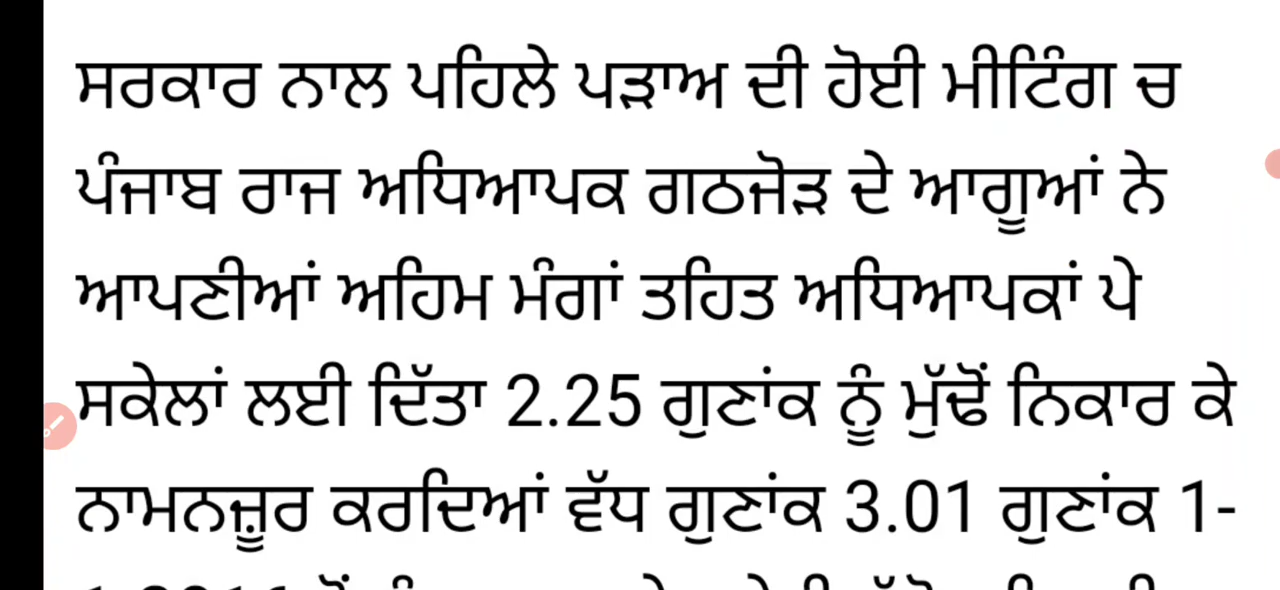 ਸਰਕਾਰ ਨਾਲ ਪਹਿਲੇ ਪੜਾਅ ਦੀ ਹੋਈ ਮੀਟਿੰਗ ਚ
ਪੰਜਾਬ ਰਾਜ ਅਧਿਆਪਕ ਗਠਜੋੜ ਦੇ ਆਗੂਆਂ ਨੇ
ਆਪਣੀਆਂ ਅਹਿਮ ਮੰਗਾਂ ਤਹਿਤ ਅਧਿਆਪਕਾਂ ਪੇ
ਸਕੇਲਾਂ ਲਈ ਦਿੱਤਾ 2.25 ਗੁਣਾਂਕ ਨੂੰ ਮੁੱਢੋਂ ਨਿਕਾਰ ਕੇ
ਨਾਮਨਜ਼ੂਰ ਕਰਦਿਆਂ ਵੱਧ ਗੁਣਾਂਕ 3.01 ਗੁਣਾਂਕ 1-